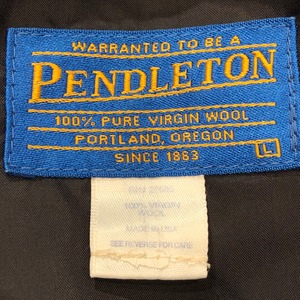 WARRANTED TO BE A
PENDLETON
100% PURE VIRGIN WOOL
PORTLAND, OREGON
SINCE 1863
L
100% VIRGIN
WOOL
MADE IN USA
SEE REVERSE FOR CARE